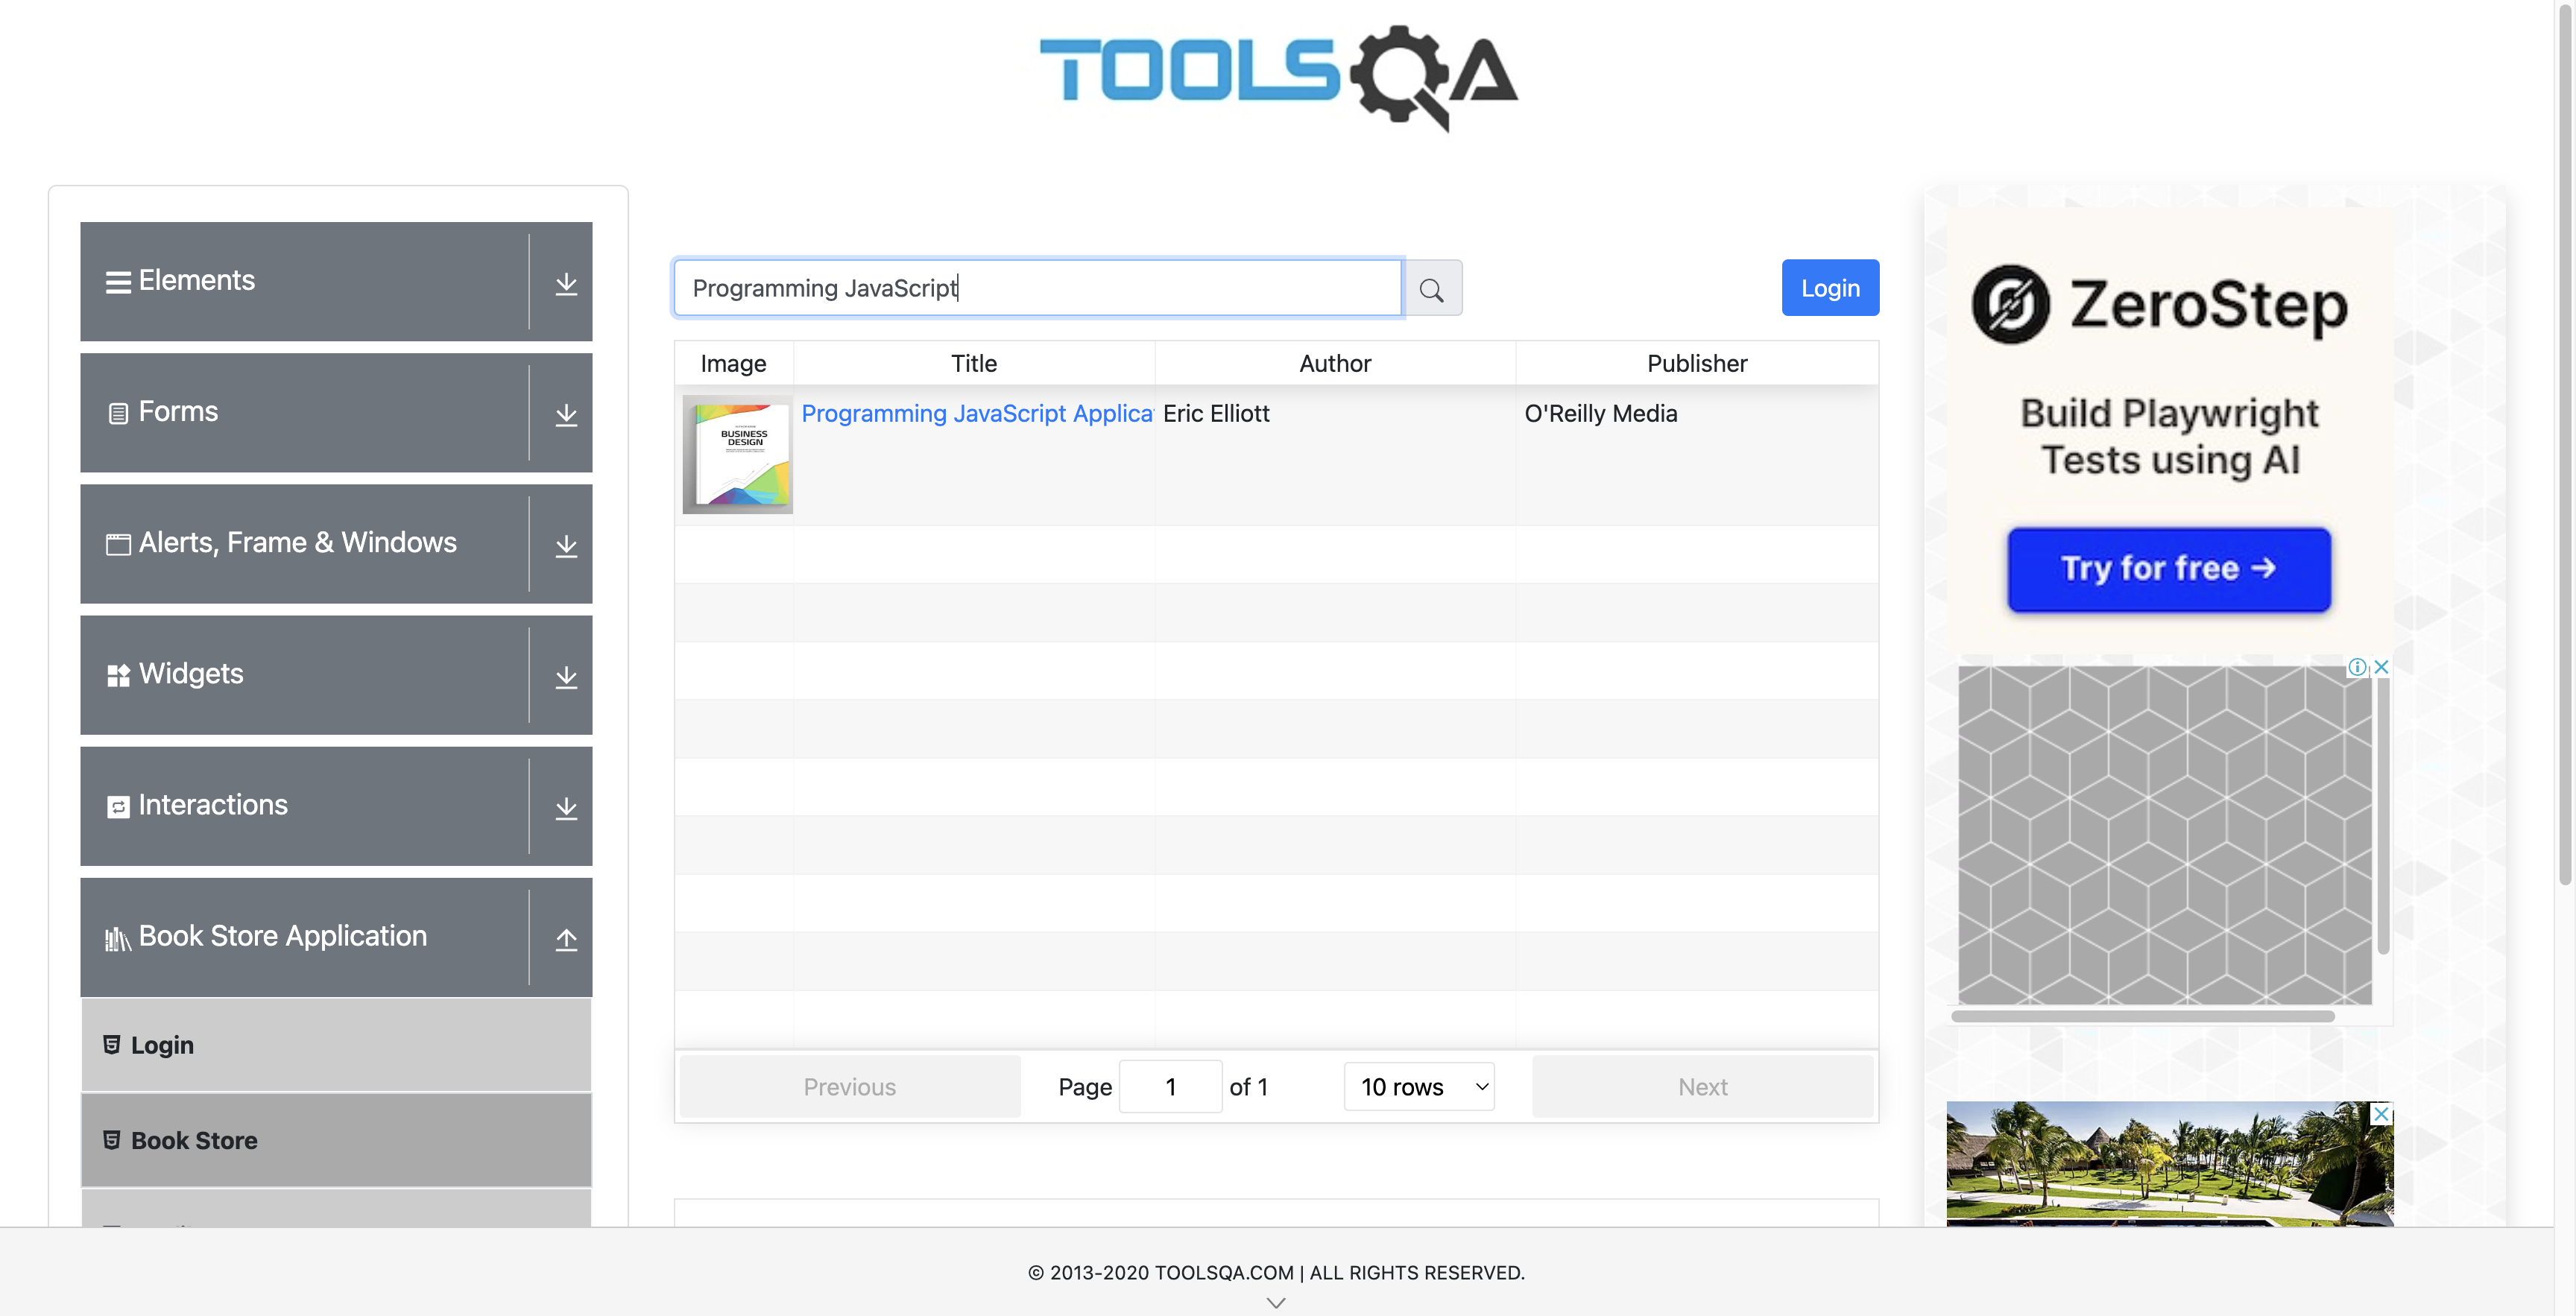 TOOLSQA
Elements
Forms
Alerts, Frame & Windows
Widgets
Interactions
Book Store Application
Login
Book Store
Programming JavaScript
Login
Image Title Author Publisher
BUSINESS
DESIGN
Programming JavaScript Applica Eric Elliott O'Reilly Media
Previous Page 1 of 1 10 rows Next
ZeroStep
Build Playwright
Tests using AI
Try for free →
© 2013-2020 TOOLSQA.COM | ALL RIGHTS RESERVED.